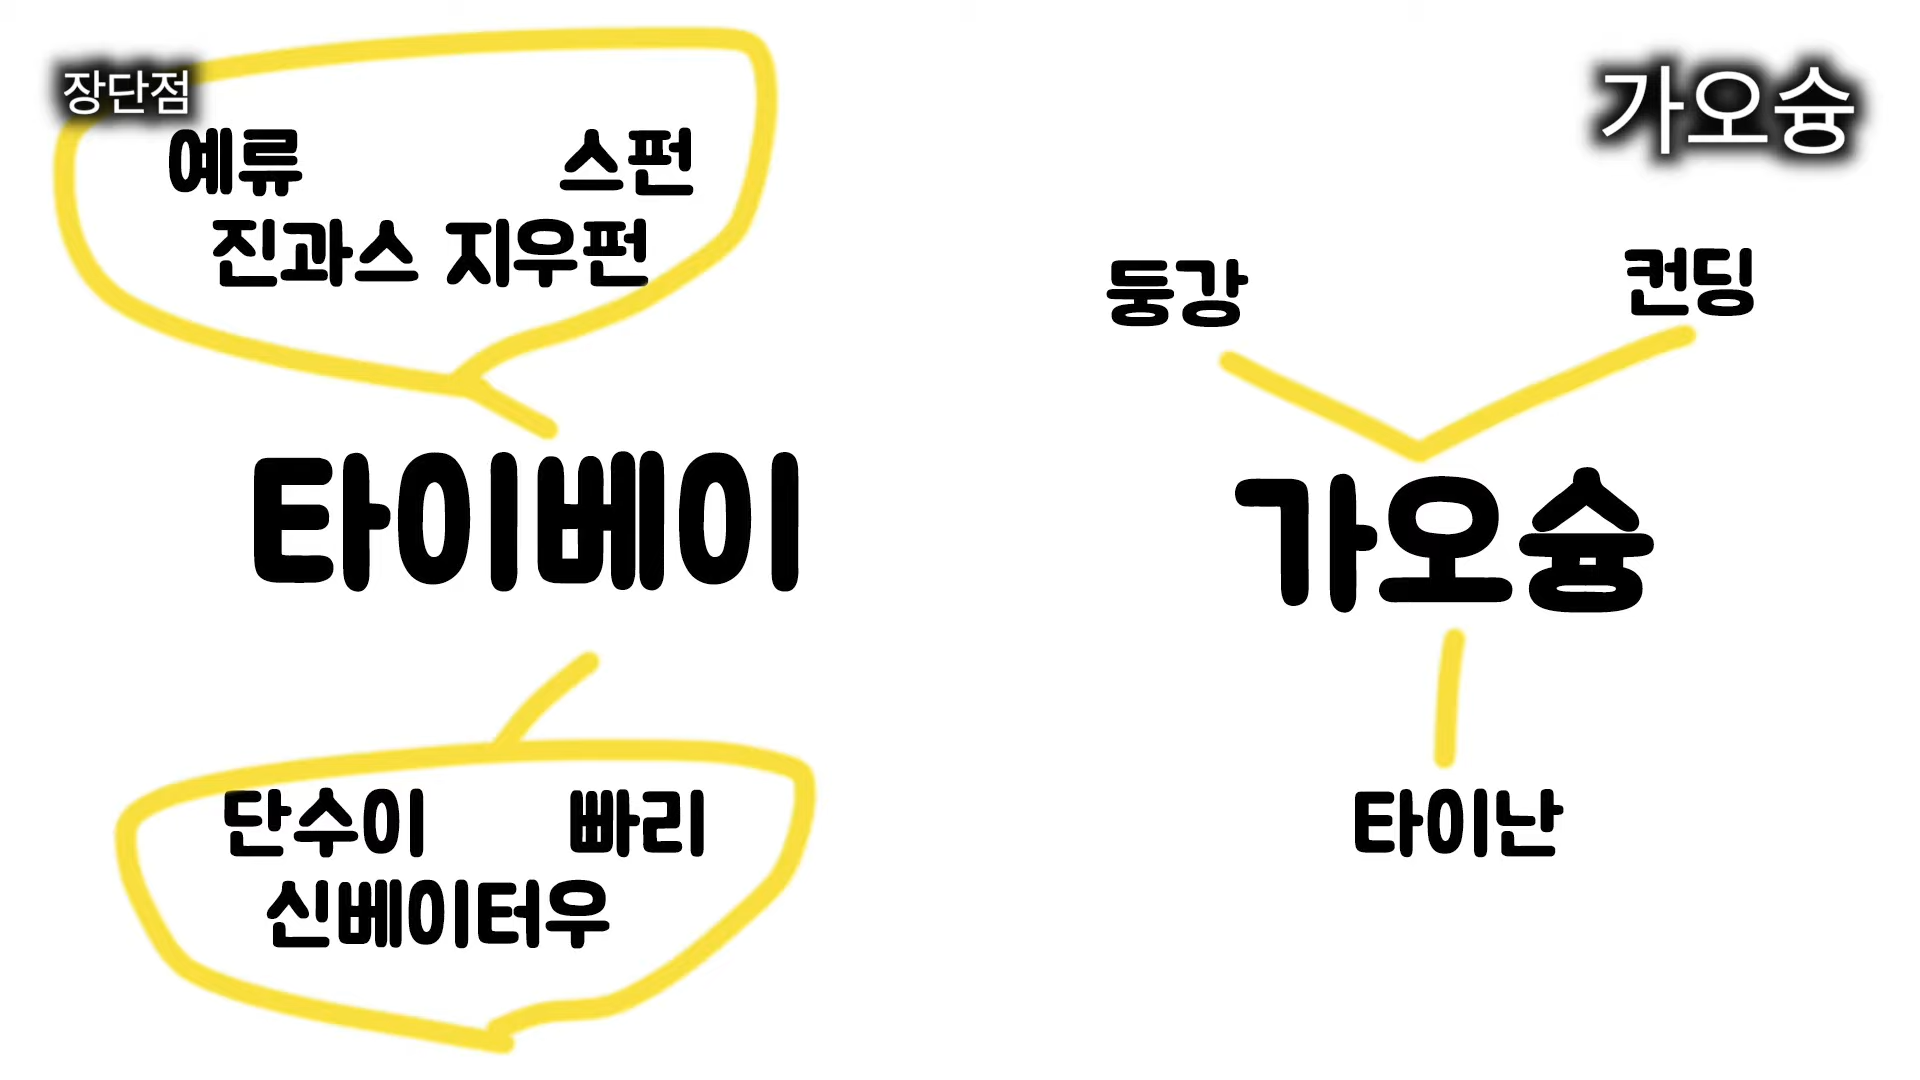 장단점
가오슝
예류 스펀
진과스 지우펀
타이베이
단수이 빠리
신베이터우
둥강 컨딩
가오슝
타이난